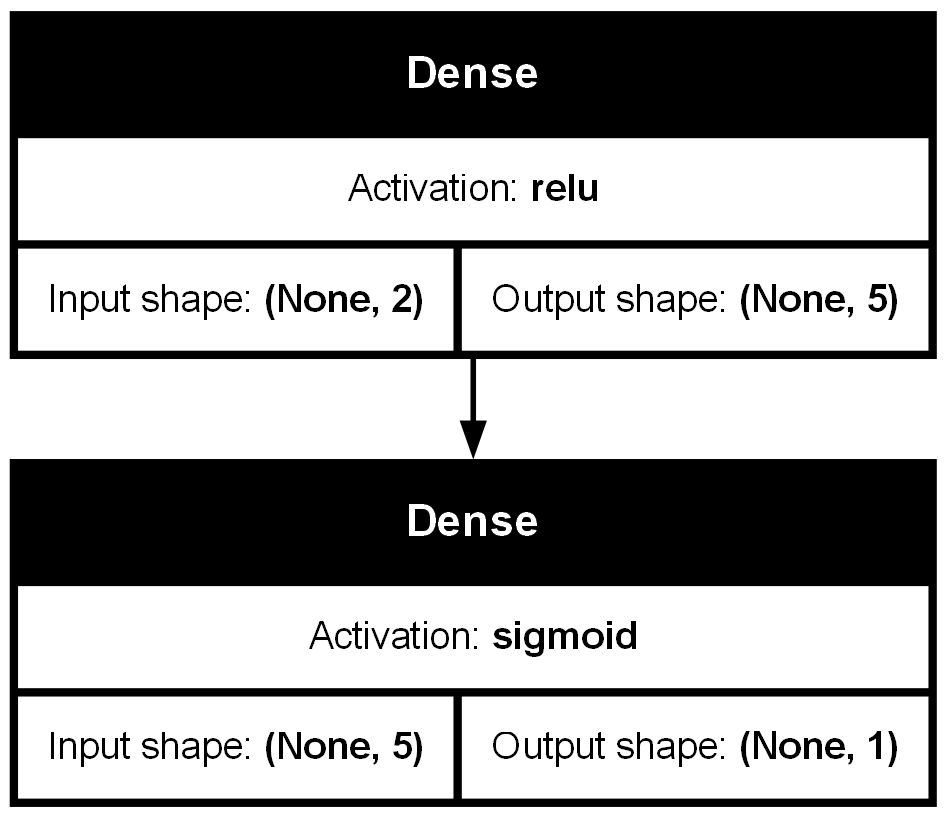 Dense
Activation: relu
Input shape: (None, 2)
Output shape: (None, 5)
Dense
Activation: sigmoid
Input shape: (None, 5)
Output shape: (None, 1)